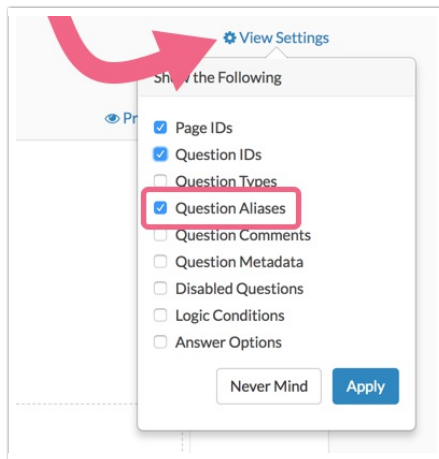 View Settings
Show the Following
Pr
Page IDs
Question IDs
Question Types
Question Aliases
Question Comments
Question Metadata
Disabled Questions
Logic Conditions
Answer Options
Never Mind
Apply